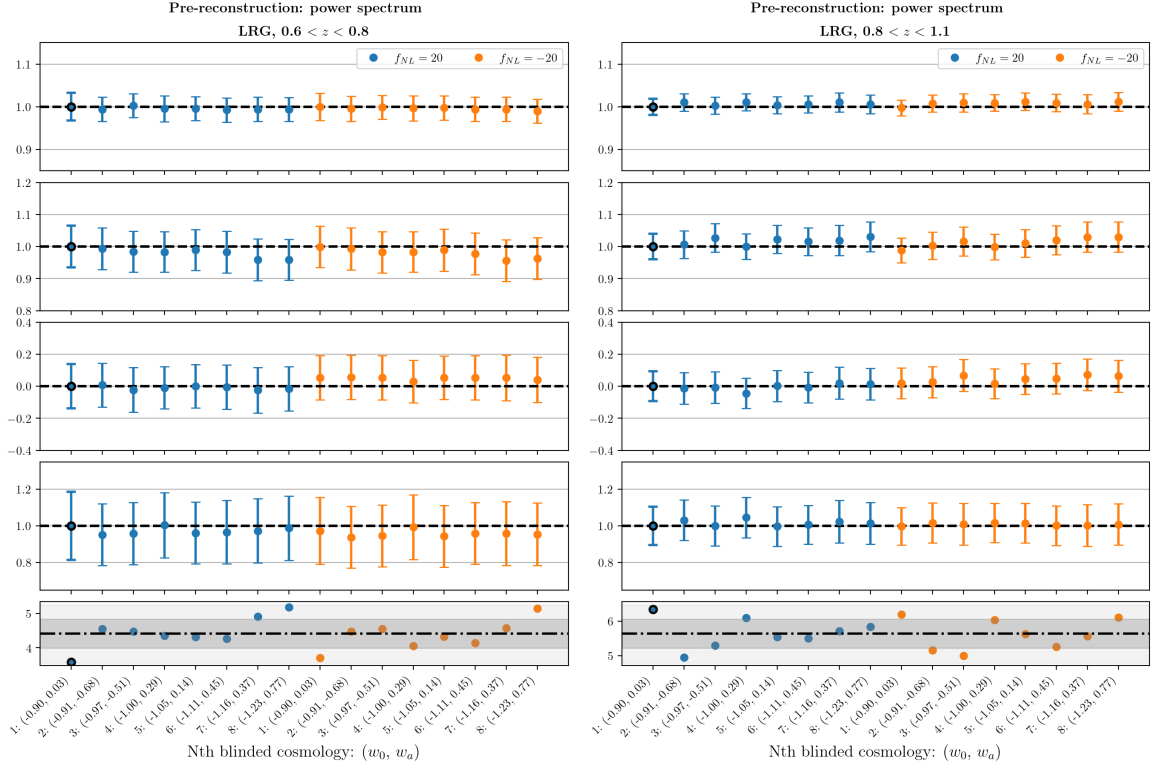 Pre-reconstruction: power spectrum
LRG, 0.6 < z < 0.8
f_NL = 20
f_NL = −20
1.1
1.0
0.9
1.2
1.1
1.0
0.9
0.8
0.4
0.2
0.0
−0.2
−0.4
1.2
1.0
0.8
5
4
1: (-0.90, 0.03)
2: (-0.91, -0.68)
3: (-0.97, -0.51)
4: (-1.00, 0.29)
5: (-1.05, 0.14)
6: (-1.11, 0.45)
7: (-1.16, 0.37)
8: (-1.23, 0.77)
1: (-0.90, 0.03)
2: (-0.91, -0.68)
3: (-0.97, -0.51)
4: (-1.00, 0.29)
5: (-1.05, 0.14)
6: (-1.11, 0.45)
7: (-1.16, 0.37)
8: (-1.23, 0.77)
Nth blinded cosmology: (w_0, w_a)
Pre-reconstruction: power spectrum
LRG, 0.8 < z < 1.1
f_NL = 20
f_NL = −20
1.1
1.0
0.9
1.2
1.1
1.0
0.9
0.8
0.4
0.2
0.0
−0.2
−0.4
1.2
1.0
0.8
6
5
1: (-0.90, 0.03)
2: (-0.91, -0.68)
3: (-0.97, -0.51)
4: (-1.00, 0.29)
5: (-1.05, 0.14)
6: (-1.11, 0.45)
7: (-1.16, 0.37)
8: (-1.23, 0.77)
1: (-0.90, 0.03)
2: (-0.91, -0.68)
3: (-0.97, -0.51)
4: (-1.00, 0.29)
5: (-1.05, 0.14)
6: (-1.11, 0.45)
7: (-1.16, 0.37)
8: (-1.23, 0.77)
Nth blinded cosmology: (w_0, w_a)